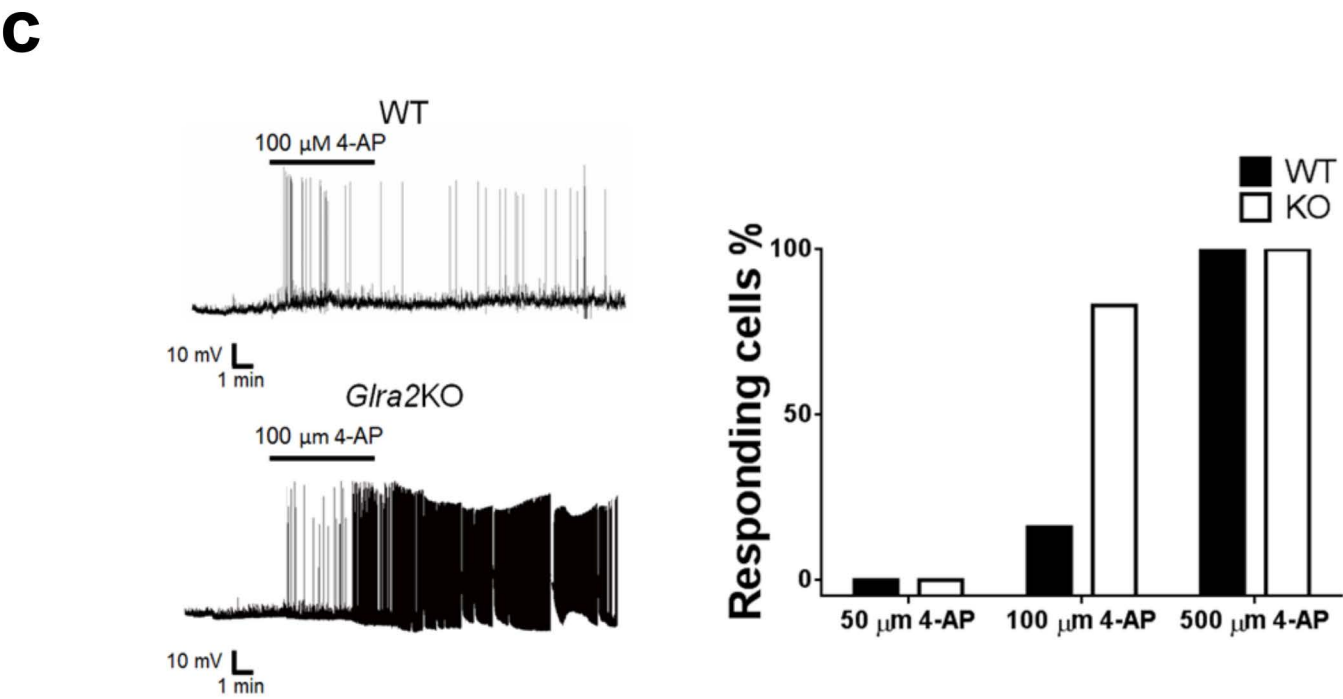 c
WT
100 μM 4-AP
10 mV
1 min
Glra2KO
100 μm 4-AP
10 mV
1 min
WT
KO
Responding cells %
100
50
0
50 μm 4-AP
100 μm 4-AP
500 μm 4-AP